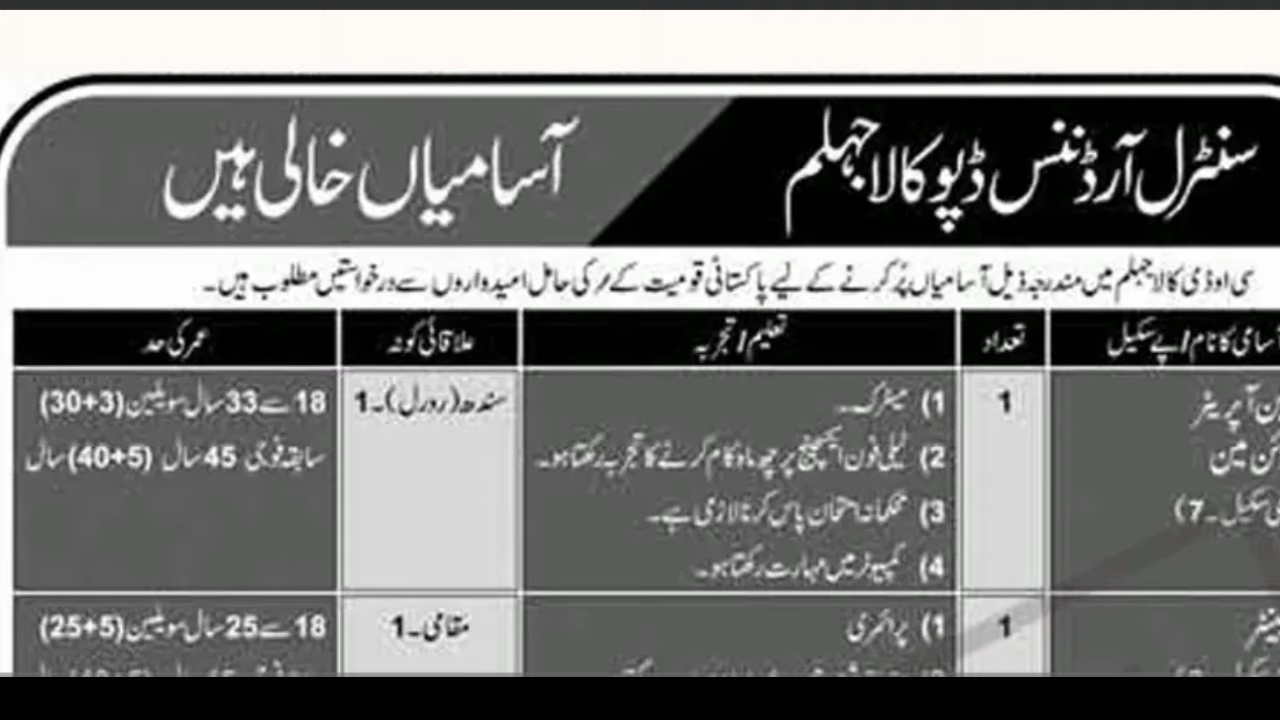 سنٹرل آرڈننس ڈپو کالا جہلم
آسامیاں خالی ہیں
سی او ڈی کالا جہلم میں مندرجہ ذیل آسامیاں پُر کرنے کے لیے پاکستانی قومیت کے مرد کی حامل امیدواروں سے درخواستیں مطلوب ہیں۔
آسامی کا نام / پے سکیل
تعداد
تعلیم / تجربہ
علاقائی کوٹہ
عمر کی حد
آپریٹر
مین
سکیل۔7)
1
1) میٹرک۔
2) ٹیلی فون ایکسچینج پر چھ ماہ کام کرنے کا تجربہ رکھتا ہو۔
3) محکمانہ امتحان پاس کرنا لازمی ہے۔
4) کمپیوٹر میں مہارت رکھتا ہو۔
سندھ (رورل)۔1
18 سے 33 سال سویلین (3+30)
سابقہ فوجی 45 سال (5+40) سال
1
1) پرائمری
مقامی۔1
18 سے 25 سال سویلین (5+25)